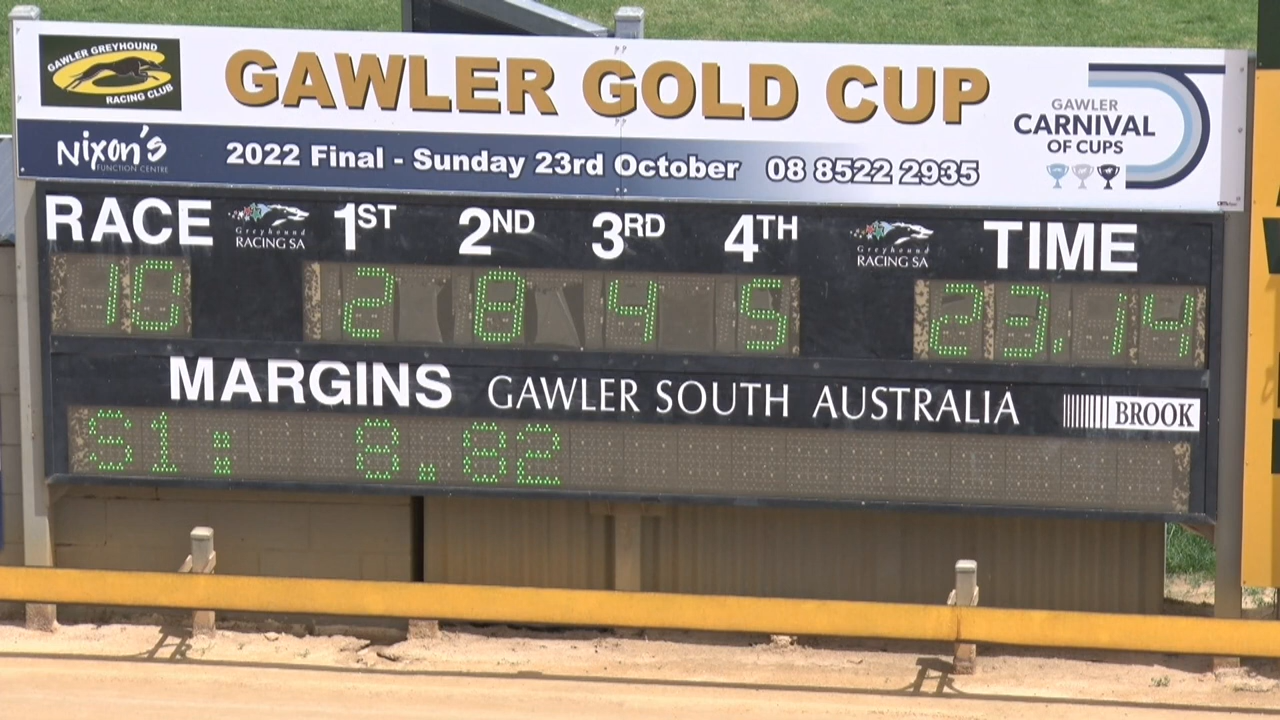 GAWLER GREYHOUND
RACING CLUB
GAWLER GOLD CUP
GAWLER
CARNIVAL
OF CUPS
Nixon's
FUNCTION CENTRE
2022 Final - Sunday 23rd October 08 8522 2935
RACE
Greyhound
RACING SA
1ST 2ND 3RD 4TH
Greyhound
RACING SA
TIME
10 2 8 4 5 23.14
MARGINS GAWLER SOUTH AUSTRALIA BROOK
S1: 8.82